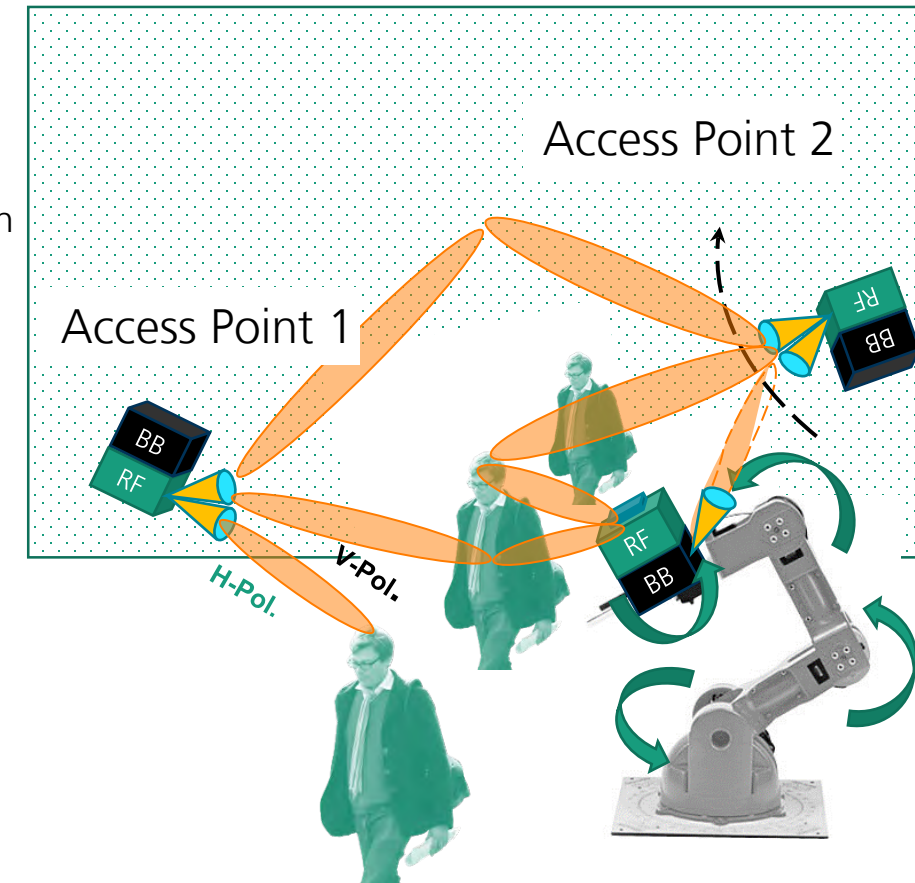 Access Point 2
n
Access Point 1
RF
BB
BB
RF
RF
BB
V-Pol.
H-Pol.